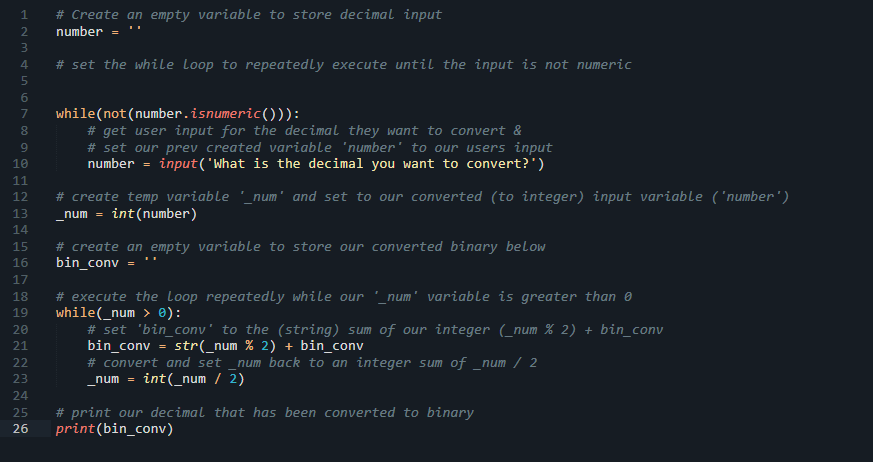 1 # Create an empty variable to store decimal input
2 number = ''
3
4 # set the while loop to repeatedly execute until the input is not numeric
5
6
7 while(not(number.isnumeric())):
8     # get user input for the decimal they want to convert &
9     # set our prev created variable 'number' to our users input
10     number = input('What is the decimal you want to convert?')
11
12 # create temp variable '_num' and set to our converted (to integer) input variable ('number')
13 _num = int(number)
14
15 # create an empty variable to store our converted binary below
16 bin_conv = ''
17
18 # execute the loop repeatedly while our '_num' variable is greater than 0
19 while(_num > 0):
20     # set 'bin_conv' to the (string) sum of our integer (_num % 2) + bin_conv
21     bin_conv = str(_num % 2) + bin_conv
22     # convert and set _num back to an integer sum of _num / 2
23     _num = int(_num / 2)
24
25 # print our decimal that has been converted to binary
26 print(bin_conv)